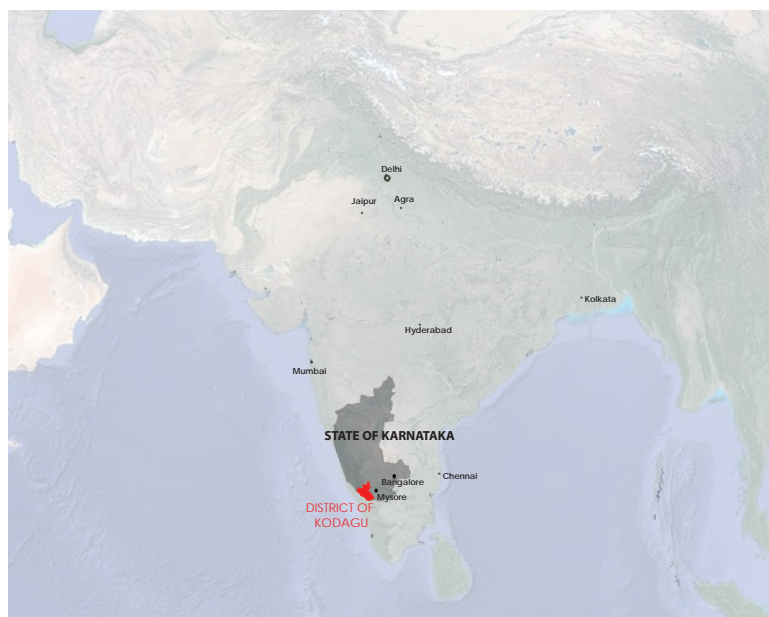 Delhi
Jaipur
Agra
Kolkata
Hyderabad
Mumbai
STATE OF KARNATAKA
Chennai
Bangalore
Mysore
DISTRICT OF
KODAGU